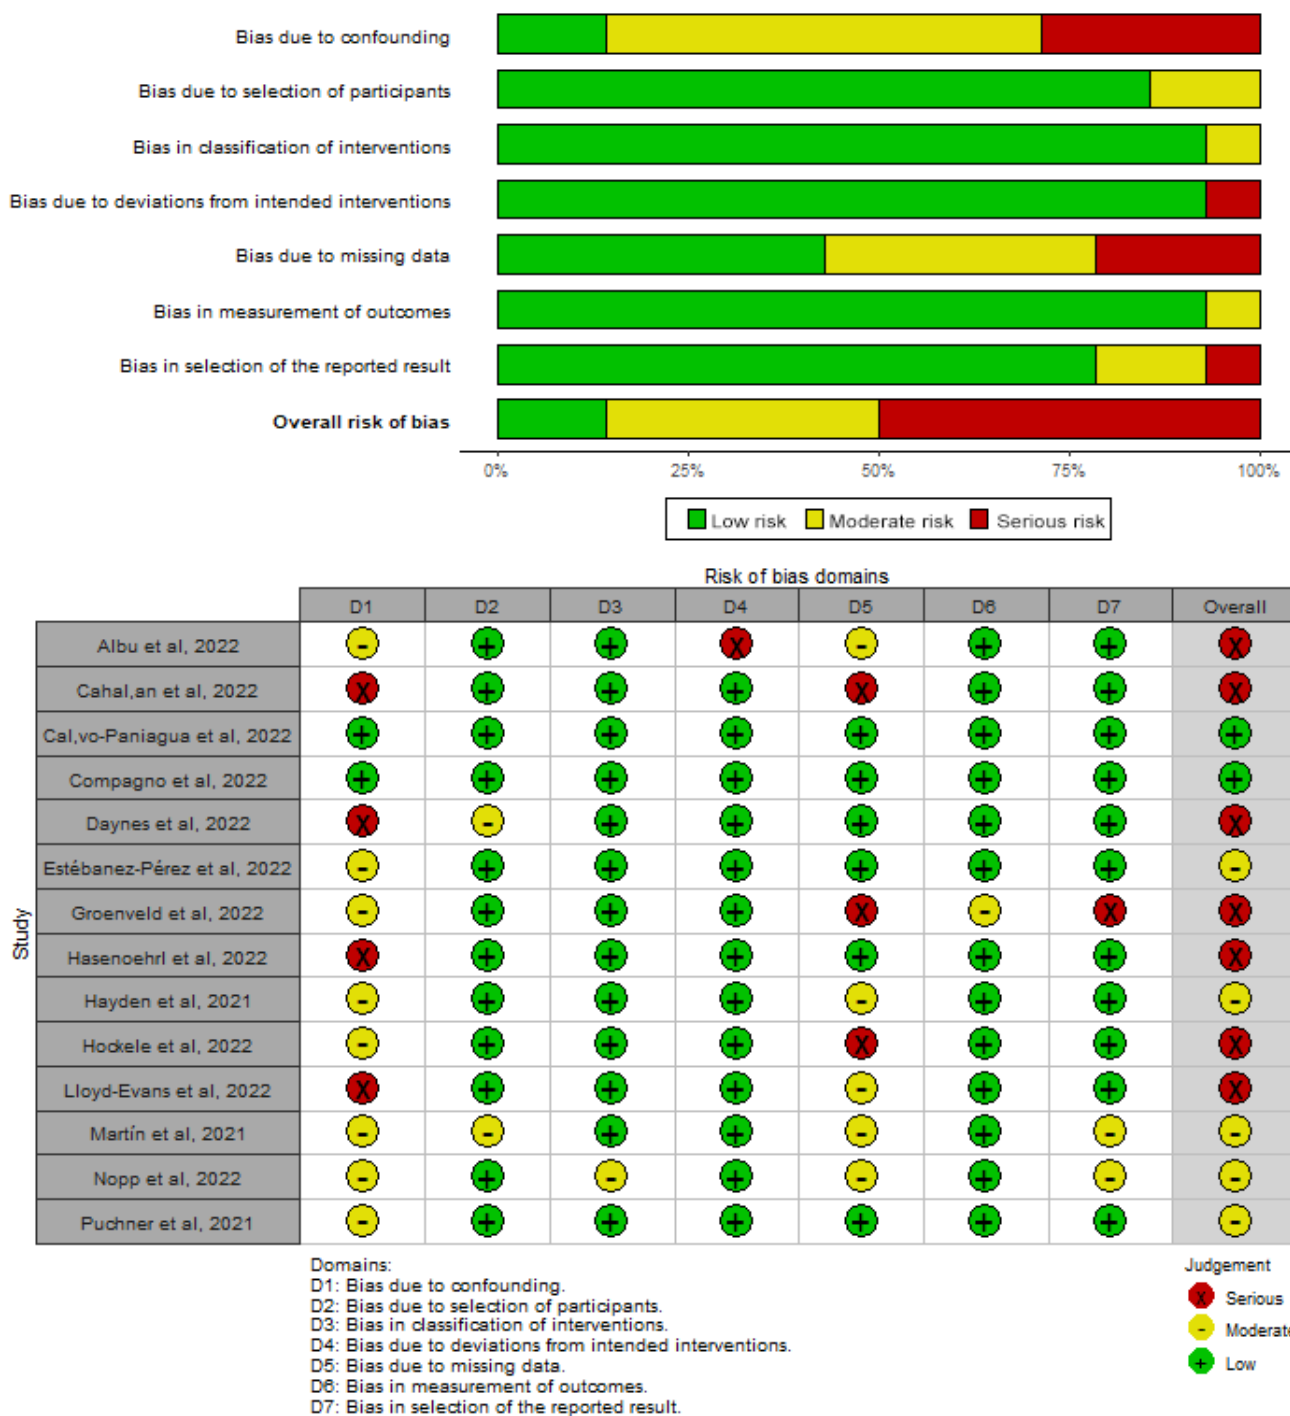 Bias due to confounding
Bias due to selection of participants
Bias in classification of interventions
Bias due to deviations from intended interventions
Bias due to missing data
Bias in measurement of outcomes
Bias in selection of the reported result
Overall risk of bias
0% 25% 50% 75% 100%
Low risk Moderate risk Serious risk
Risk of bias domains
D1 D2 D3 D4 D5 D6 D7 Overall
Study
Albu et al, 2022 - + + X - + + X
Cahal,an et al, 2022 X + + + X + + X
Cal,vo-Paniagua et al, 2022 + + + + + + + +
Compagno et al, 2022 + + + + + + + +
Daynes et al, 2022 X - + + + + + X
Estébanez-Pérez et al, 2022 - + + + + + + -
Groenveld et al, 2022 - + + + X - X X
Hasenoehrl et al, 2022 X + + + + + + X
Hayden et al, 2021 - + + + - + + -
Hockele et al, 2022 - + + + X + + X
Lloyd-Evans et al, 2022 X + + + - + + X
Martín et al, 2021 - - + + - + - -
Nopp et al, 2022 - + - + - + - -
Puchner et al, 2021 - + + + + + + -
Domains:
D1: Bias due to confounding.
D2: Bias due to selection of participants.
D3: Bias in classification of interventions.
D4: Bias due to deviations from intended interventions.
D5: Bias due to missing data.
D6: Bias in measurement of outcomes.
D7: Bias in selection of the reported result.
Judgement
X Serious
- Moderate
+ Low